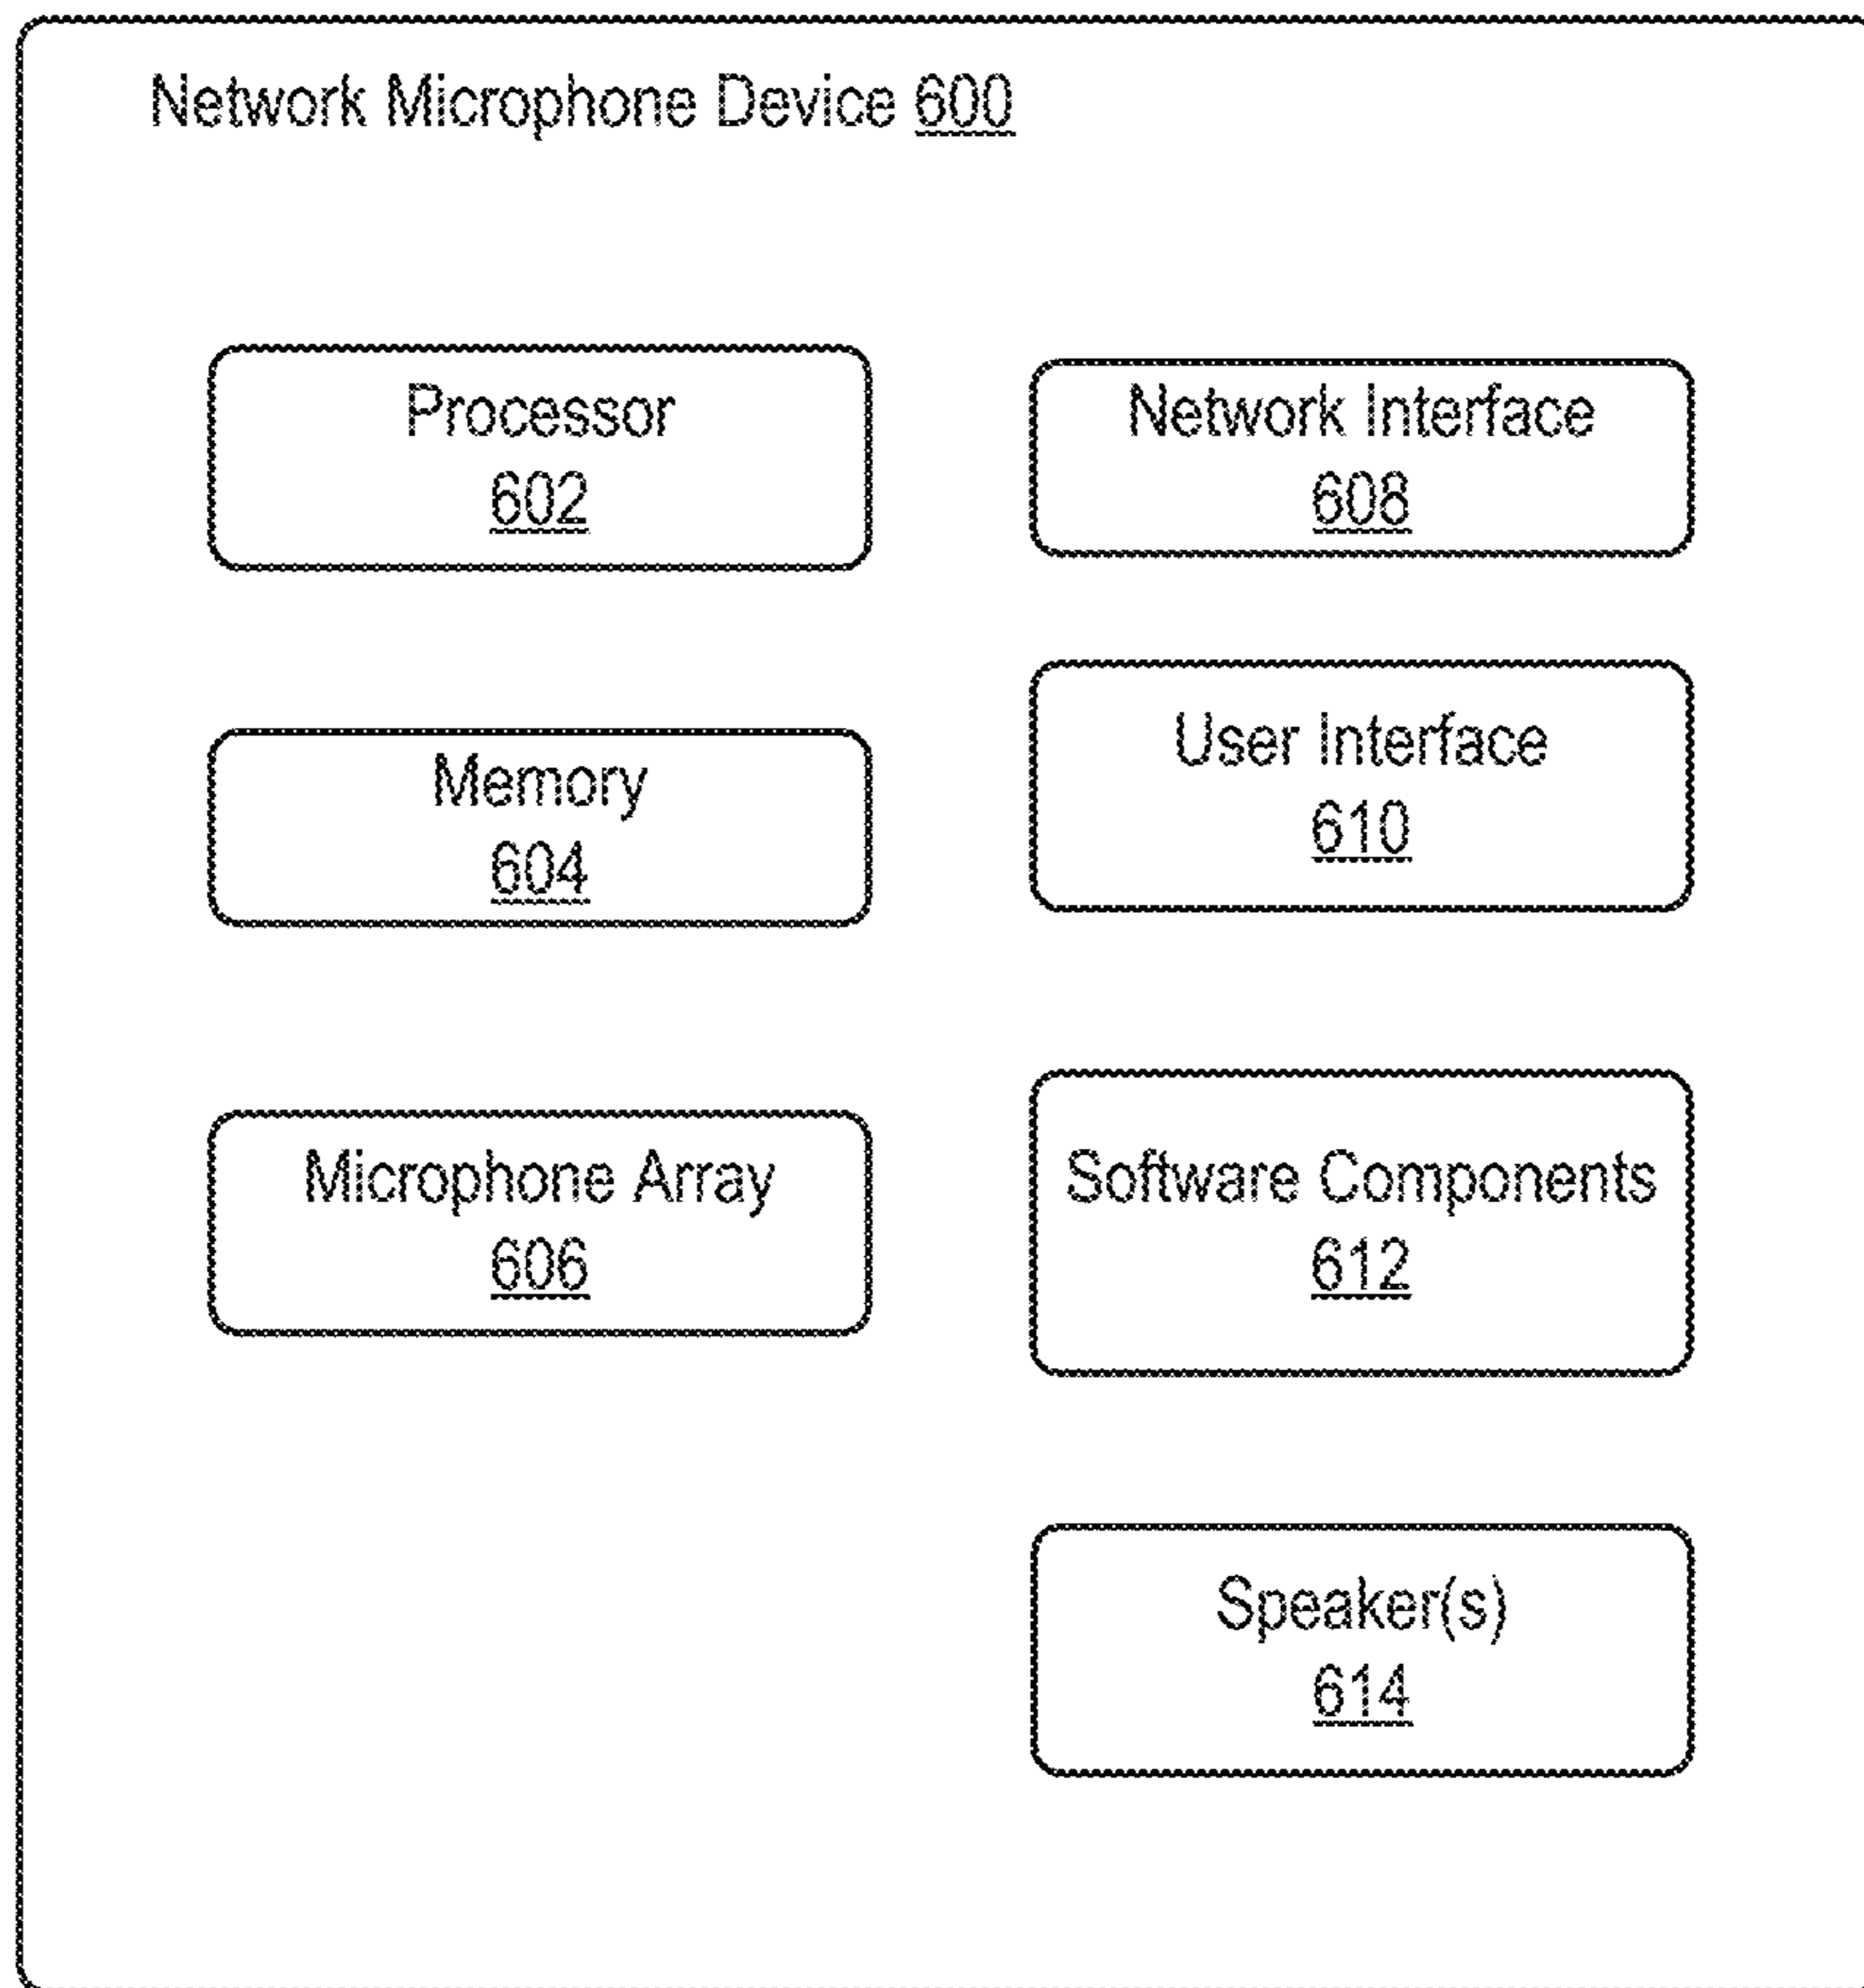 Network Microphone Device 600
Processor
602
Memory
604
Microphone Array
606
Network Interface
608
User Interface
610
Software Components
612
Speaker(s)
614